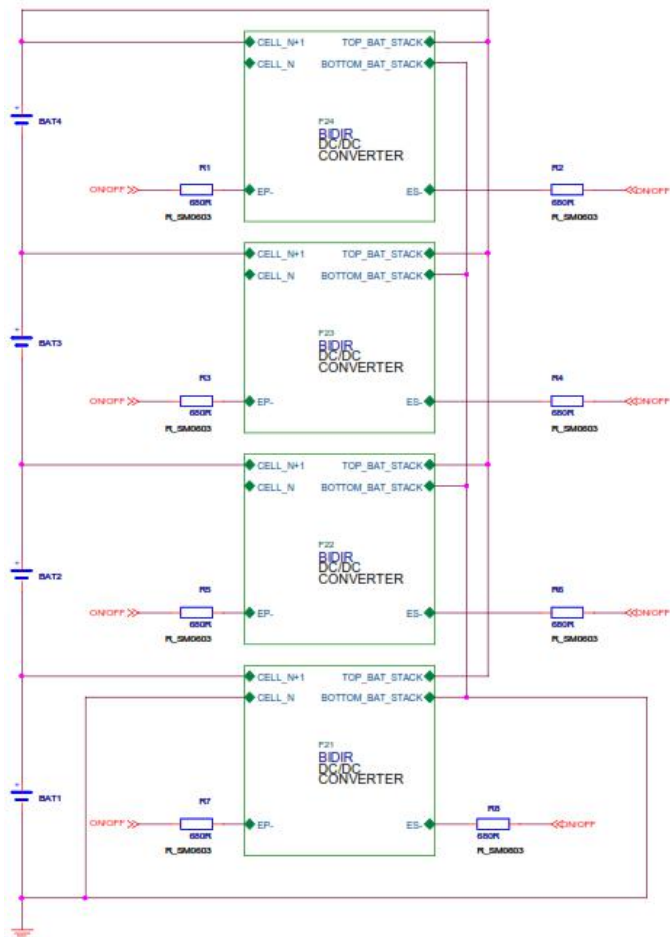 CELL_N+1 TOP_BAT_STACK
CELL_N BOTTOM_BAT_STACK
BAT4
F24
BIDIR
DC/DC
CONVERTER
R1 R2
ON/OFF EP- ES- ON/OFF
680R 680R
R_SM0603 R_SM0603
CELL_N+1 TOP_BAT_STACK
CELL_N BOTTOM_BAT_STACK
BAT3
F23
BIDIR
DC/DC
CONVERTER
R3 R4
ON/OFF EP- ES- ON/OFF
680R 680R
R_SM0603 R_SM0603
CELL_N+1 TOP_BAT_STACK
CELL_N BOTTOM_BAT_STACK
BAT2
F22
BIDIR
DC/DC
CONVERTER
R5 R6
ON/OFF EP- ES- ON/OFF
680R 680R
R_SM0603 R_SM0603
CELL_N+1 TOP_BAT_STACK
CELL_N BOTTOM_BAT_STACK
F21
BIDIR
DC/DC
CONVERTER
BAT1
R7 R8
ON/OFF EP- ES- ON/OFF
680R 680R
R_SM0603 R_SM0603